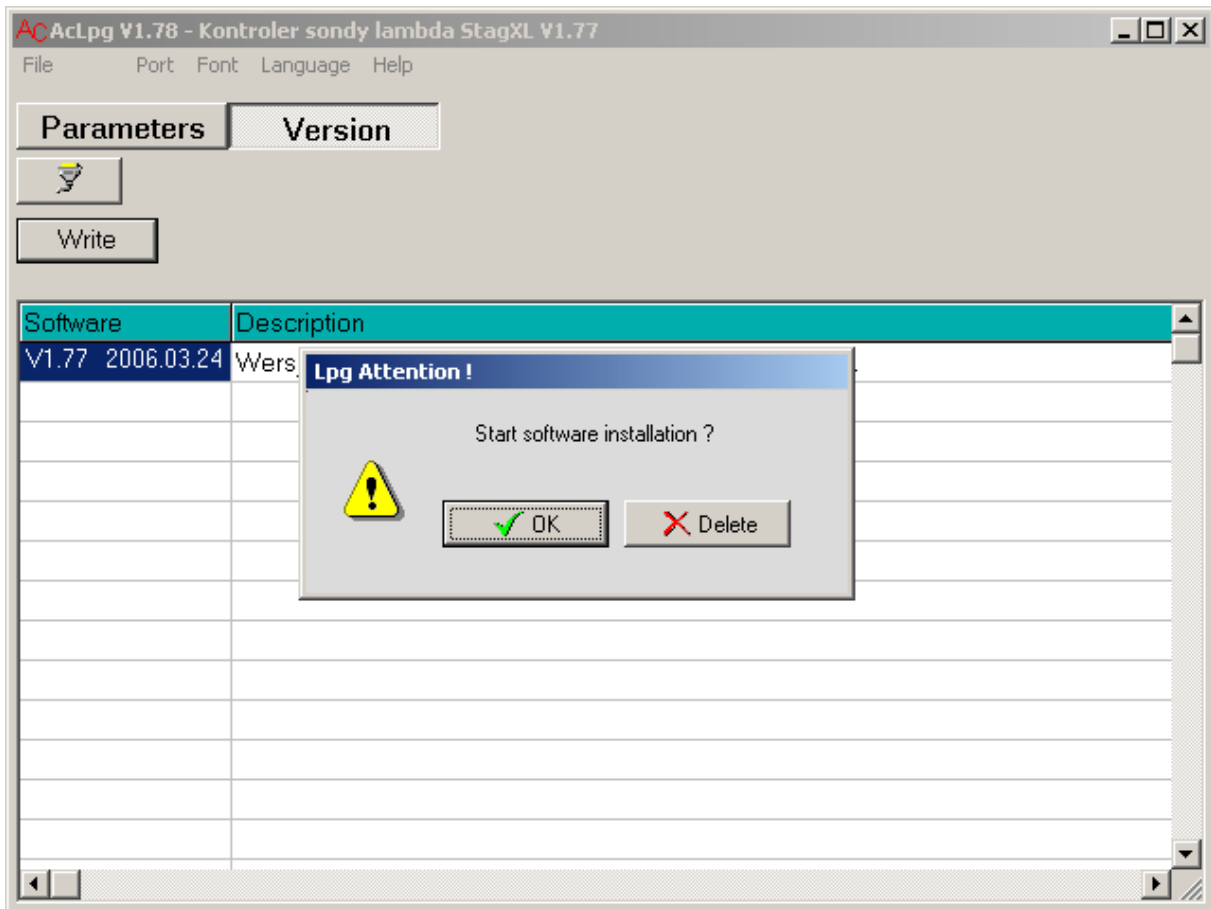 AC AcLpg V1.78 - Kontroler sondy lambda StagXL V1.77
File Port Font Language Help
Parameters Version
Write
Software Description
V1.77 2006.03.24
Lpg Attention !
Start software installation ?
OK Delete